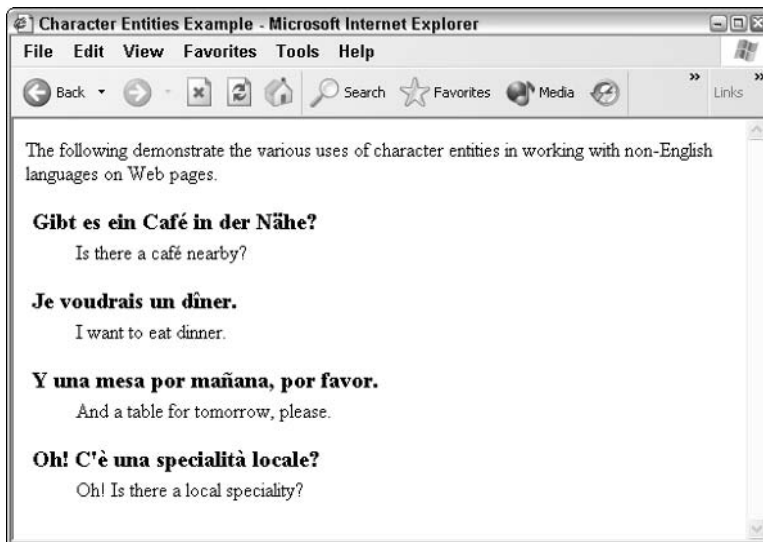 Character Entities Example - Microsoft Internet Explorer
File Edit View Favorites Tools Help
Back Search Favorites Media » Links »
The following demonstrate the various uses of character entities in working with non-English
languages on Web pages.
Gibt es ein Café in der Nähe?
Is there a café nearby?
Je voudrais un dîner.
I want to eat dinner.
Y una mesa por mañana, por favor.
And a table for tomorrow, please.
Oh! C'è una specialità locale?
Oh! Is there a local speciality?